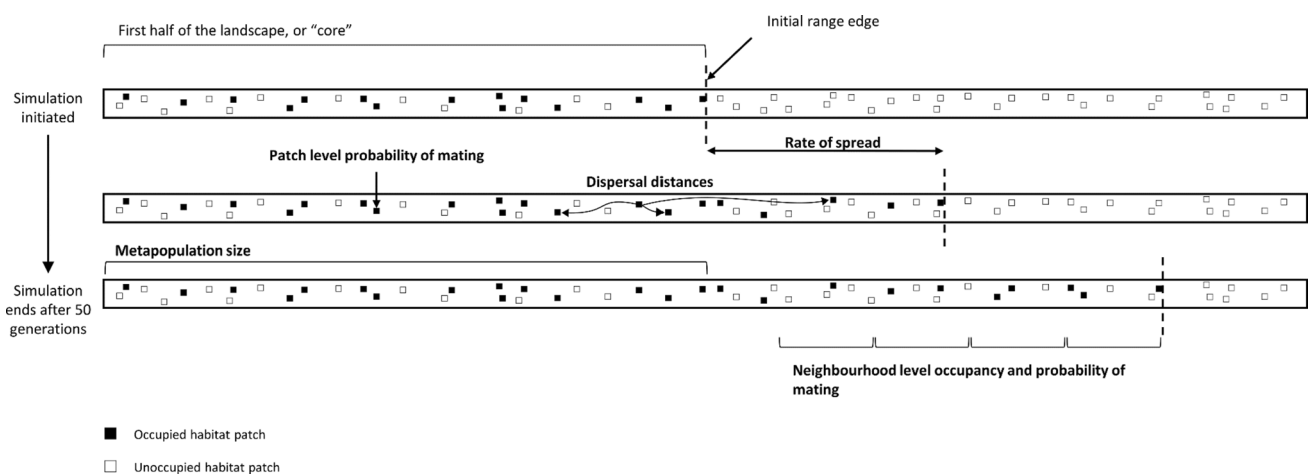 First half of the landscape, or “core”
Initial range edge
Simulation
initiated
Rate of spread
Patch level probability of mating
Dispersal distances
Metapopulation size
Simulation
ends after 50
generations
Neighbourhood level occupancy and probability of
mating
Occupied habitat patch
Unoccupied habitat patch